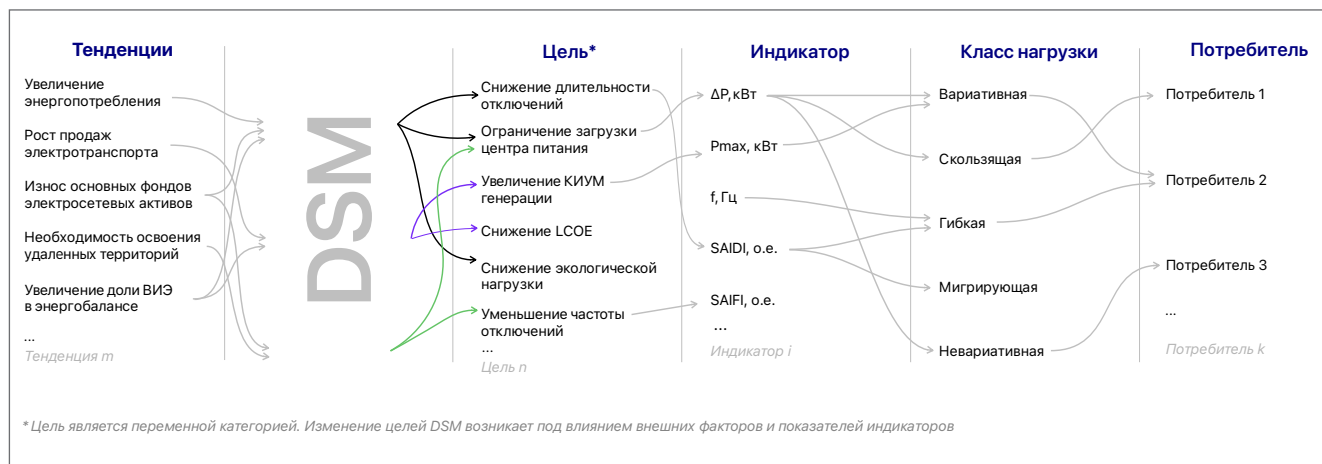 Тенденции
Увеличение
энергопотребления
Рост продаж
электротранспорта
Износ основных фондов
электросетевых активов
Необходимость освоения
удаленных территорий
Увеличение доли ВИЭ
в энергобалансе
...
Тенденция m
DSM
Цель*
Снижение длительности
отключений
Ограничение загрузки
центра питания
Увеличение КИУМ
генерации
Снижение LCOE
Снижение экологической
нагрузки
Уменьшение частоты
отключений
...
Цель n
Индикатор
ΔP,кВт
Pmax, кВт
f, Гц
SAIDI, о.е.
SAIFI, о.е.
...
Индикатор i
Класс нагрузки
Вариативная
Скользящая
Гибкая
Мигрирующая
Невариативная
Потребитель
Потребитель 1
Потребитель 2
Потребитель 3
...
Потребитель k
* Цель является переменной категорией. Изменение целей DSM возникает под влиянием внешних факторов и показателей индикаторов